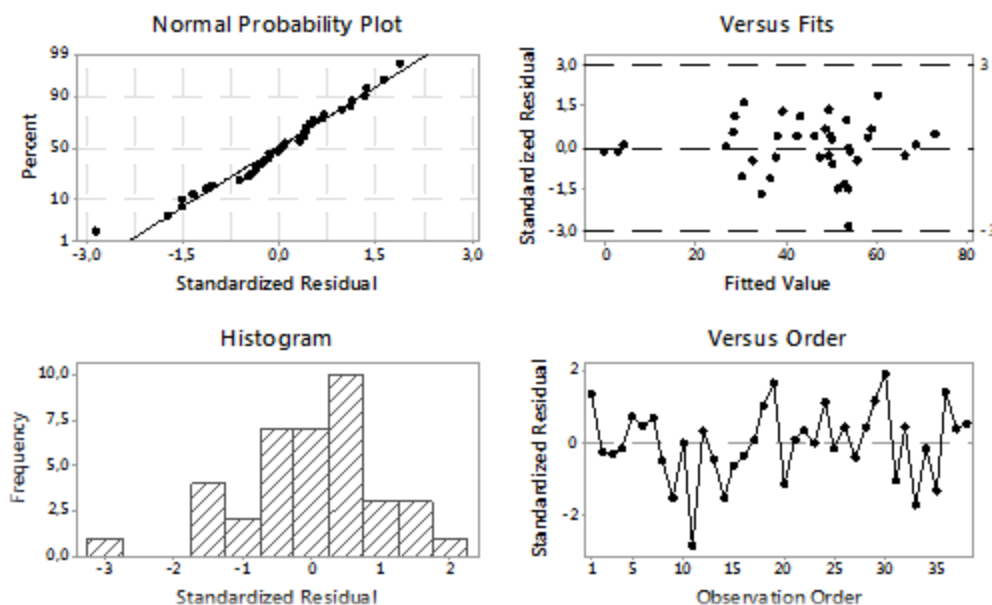 Normal Probability Plot
99
90
50
10
1
Percent
-3,0 -1,5 0,0 1,5 3,0
Standardized Residual
Versus Fits
3,0
1,5
0,0
-1,5
-3,0
3
-3
Standardized Residual
0 20 40 60 80
Fitted Value
Histogram
10,0
7,5
5,0
2,5
0,0
Frequency
-3 -2 -1 0 1 2
Standardized Residual
Versus Order
2
0
-2
Standardized Residual
1 5 10 15 20 25 30 35
Observation Order